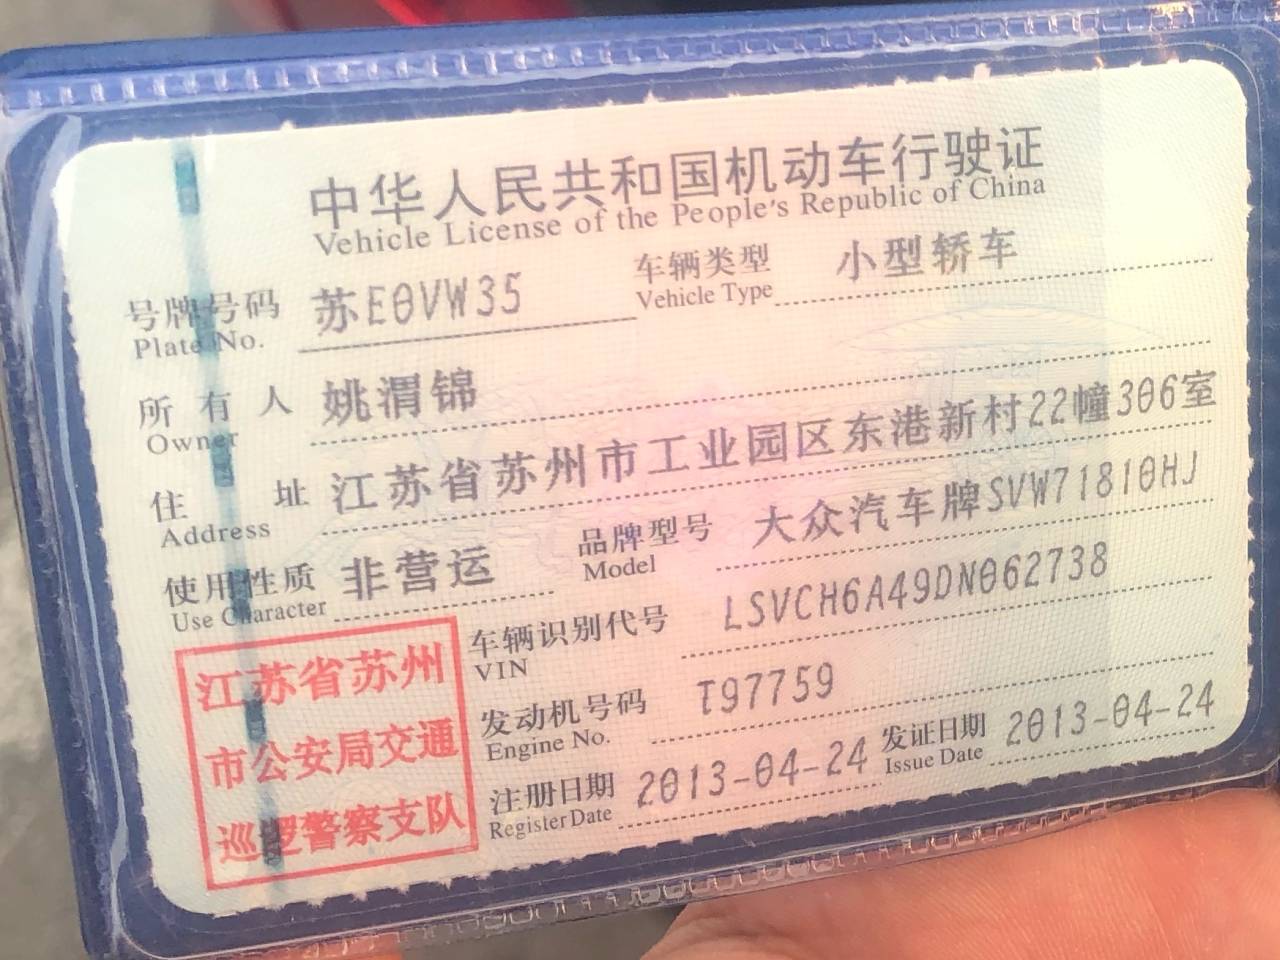 中华人民共和国机动车行驶证
Vehicle License of the People's Republic of China
号牌号码 苏E0VW35 车辆类型 小型轿车
Plate No. Vehicle Type
所有人 姚渭锦
Owner
住址 江苏省苏州市工业园区东港新村22幢306室
Address
使用性质 非营运 品牌型号 大众汽车牌SVW71810HJ
Use Character Model
车辆识别代号 LSVCH6A49DN062738
VIN
发动机号码 T97759
Engine No.
注册日期 2013-04-24 发证日期 2013-04-24
Register Date Issue Date
江苏省苏州
市公安局交通
巡逻警察支队